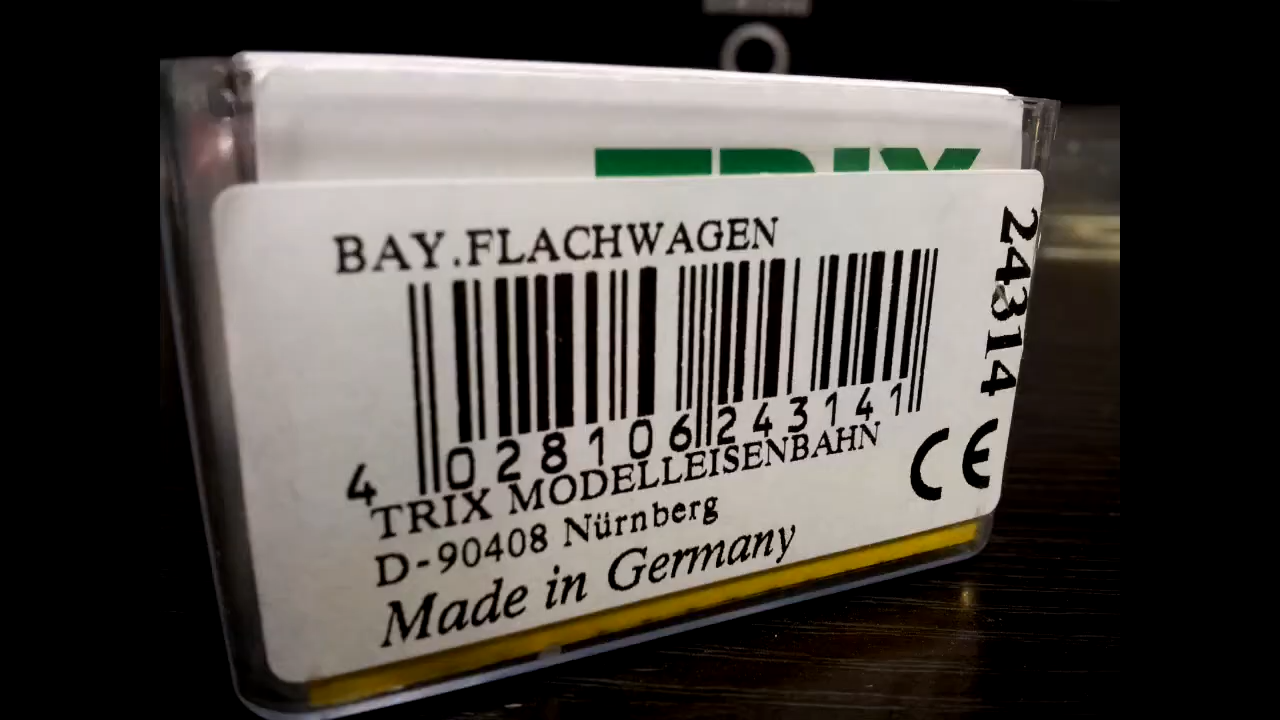 TRIX
BAY.FLACHWAGEN
24314
4 028106 243141
TRIX MODELLEISENBAHN
D-90408 Nürnberg
Made in Germany
CE